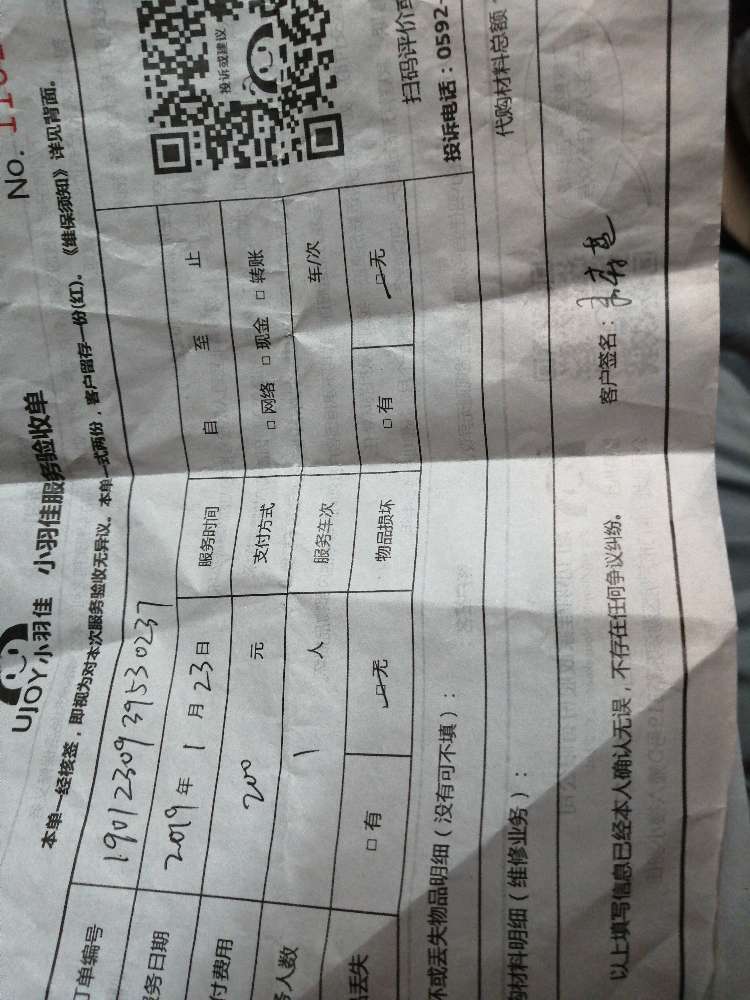 No. 1102
UJOY小羽佳 小羽佳服务验收单
本单一经核签，即视为对本次服务验收无异议。本单一式两份，客户留存一份(红)。《维保须知》详见背面。
订单编号 190123093953 0237
务日期 2019年 1月 23日 服务时间 自 至 止
付费用 200 元 支付方式 □ 网络 □ 现金 □ 转账
务人数 1 人 服务车次 车/次
品丢失 □ 有 □ 无 物品损坏 □ 有 □ 无
投诉或建议
扫码评价或
投诉电话：0592-
坏或丢失物品明细（没有可不填）：
购材料明细（维修业务）： 代购材料总额
以上填写信息已经本人确认无误，不存在任何争议纠纷。 客户签名：